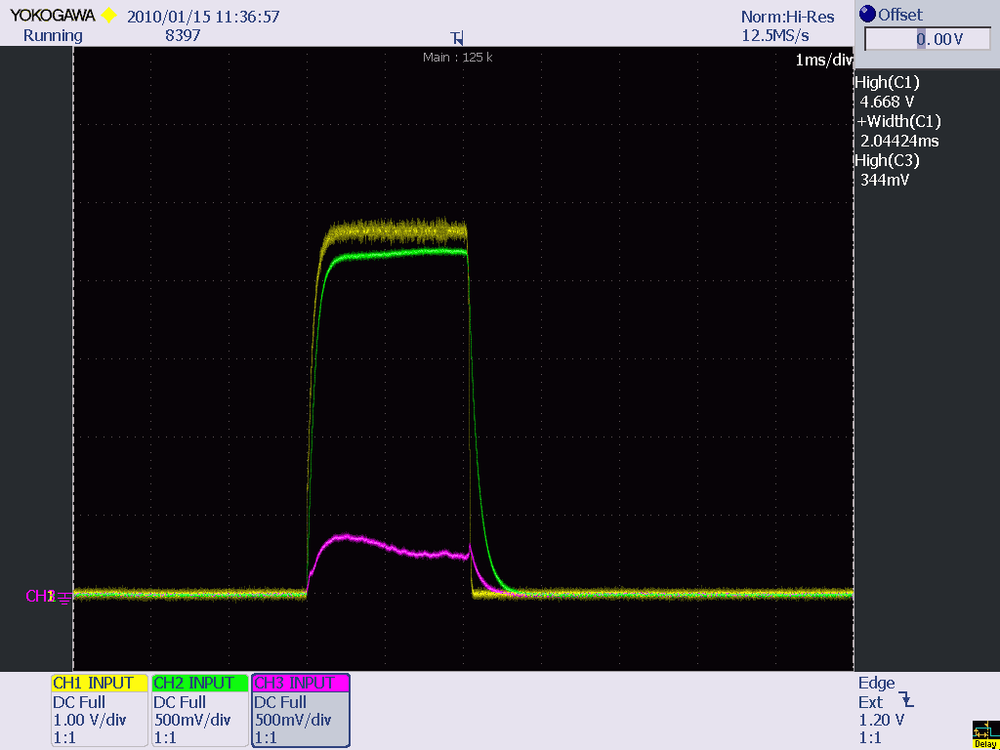 YOKOGAWA 2010/01/15 11:36:57
Running 8397
Norm:Hi-Res
12.5MS/s
Offset
0.00V
Main : 125 k
1ms/div
High(C1)
4.668 V
+Width(C1)
2.04424ms
High(C3)
344mV
CH1 INPUT CH2 INPUT CH3 INPUT
DC Full DC Full DC Full
1.00 V/div 500mV/div 500mV/div
1:1 1:1 1:1
Edge
Ext
1.20 V
1:1
Delay